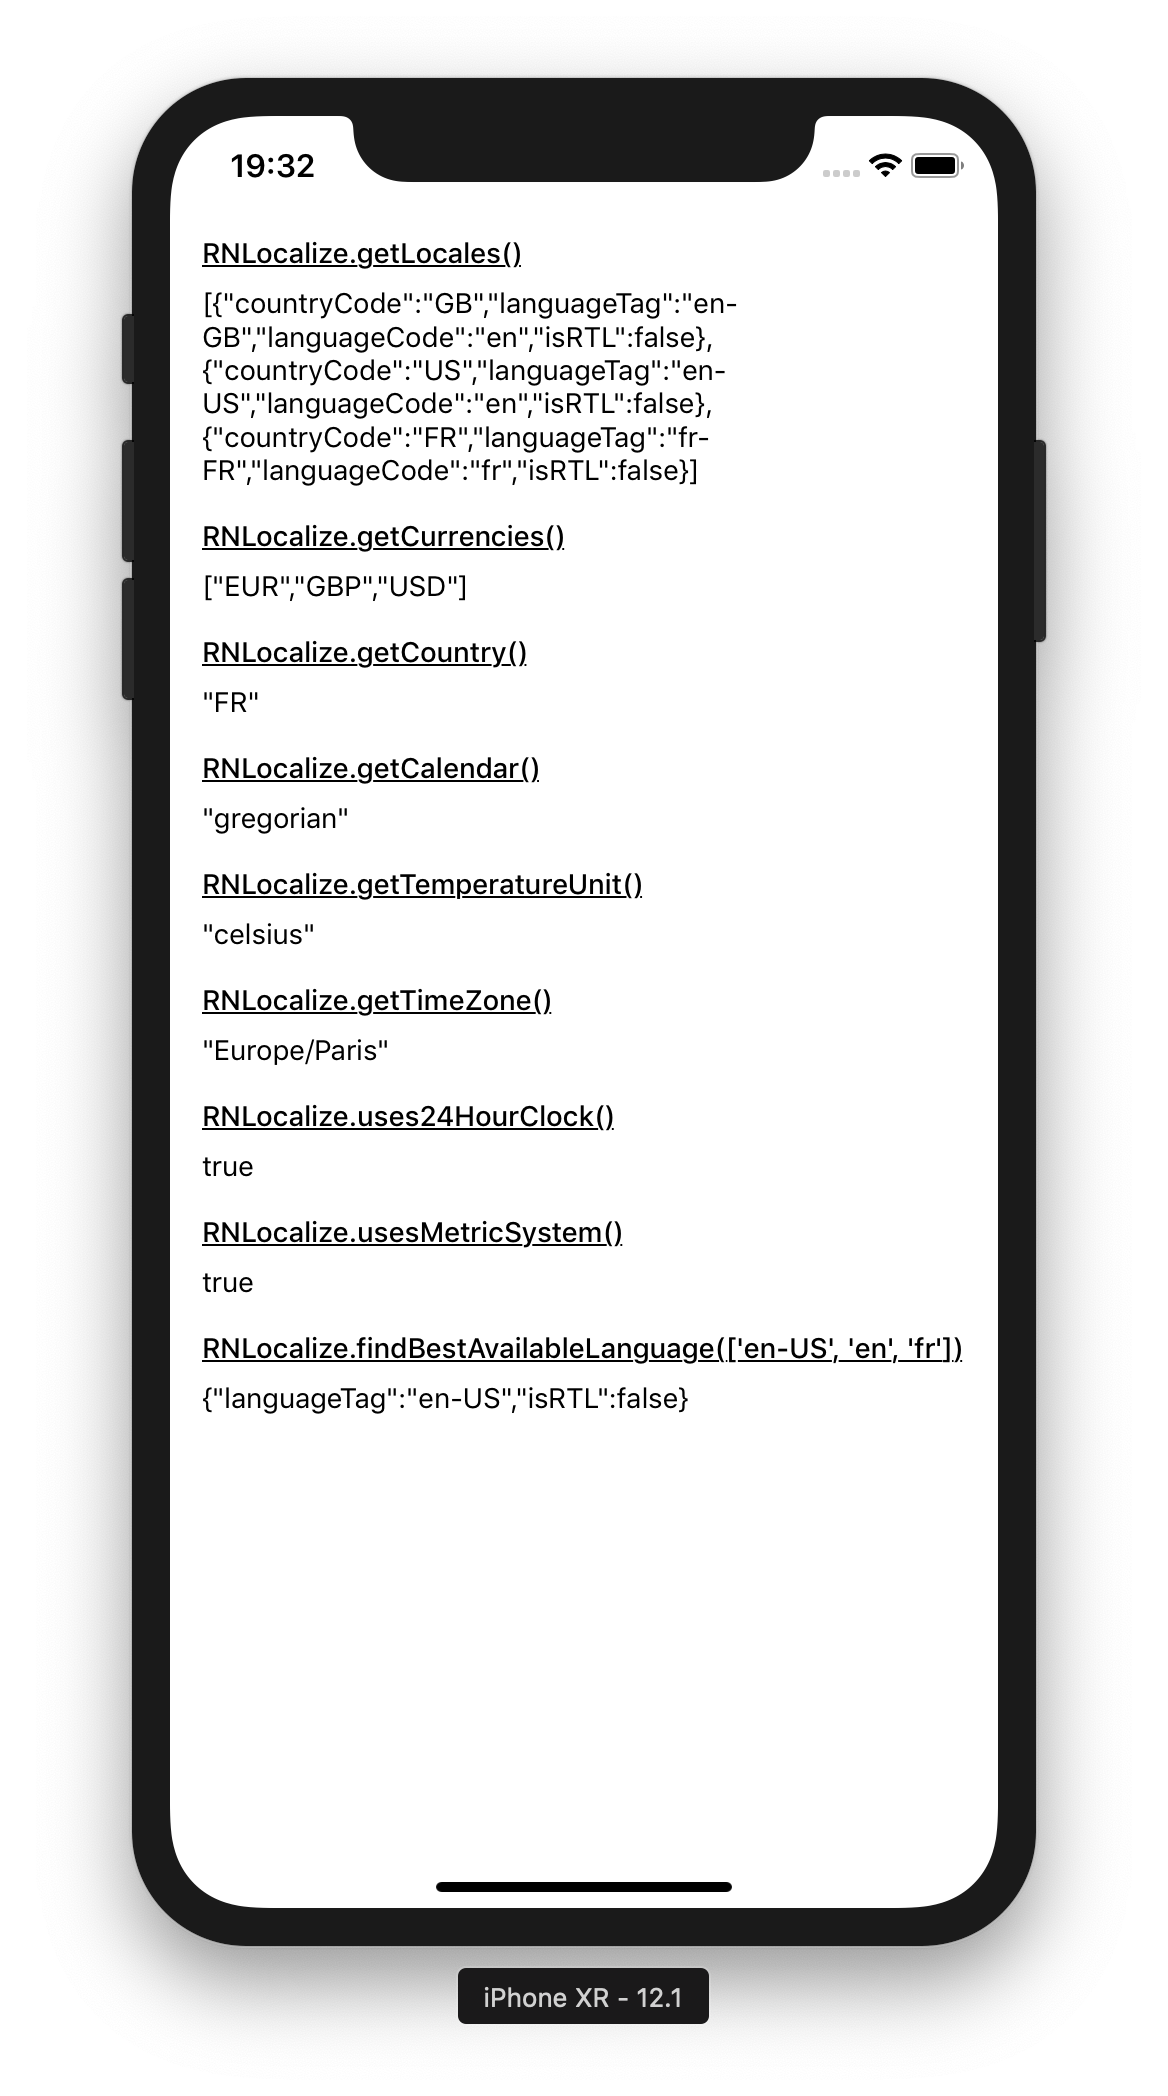 19:32
RNLocalize.getLocales()
[{"countryCode":"GB","languageTag":"en-
GB","languageCode":"en","isRTL":false},
{"countryCode":"US","languageTag":"en-
US","languageCode":"en","isRTL":false},
{"countryCode":"FR","languageTag":"fr-
FR","languageCode":"fr","isRTL":false}]
RNLocalize.getCurrencies()
["EUR","GBP","USD"]
RNLocalize.getCountry()
"FR"
RNLocalize.getCalendar()
"gregorian"
RNLocalize.getTemperatureUnit()
"celsius"
RNLocalize.getTimeZone()
"Europe/Paris"
RNLocalize.uses24HourClock()
true
RNLocalize.usesMetricSystem()
true
RNLocalize.findBestAvailableLanguage(['en-US', 'en', 'fr'])
{"languageTag":"en-US","isRTL":false}
iPhone XR - 12.1